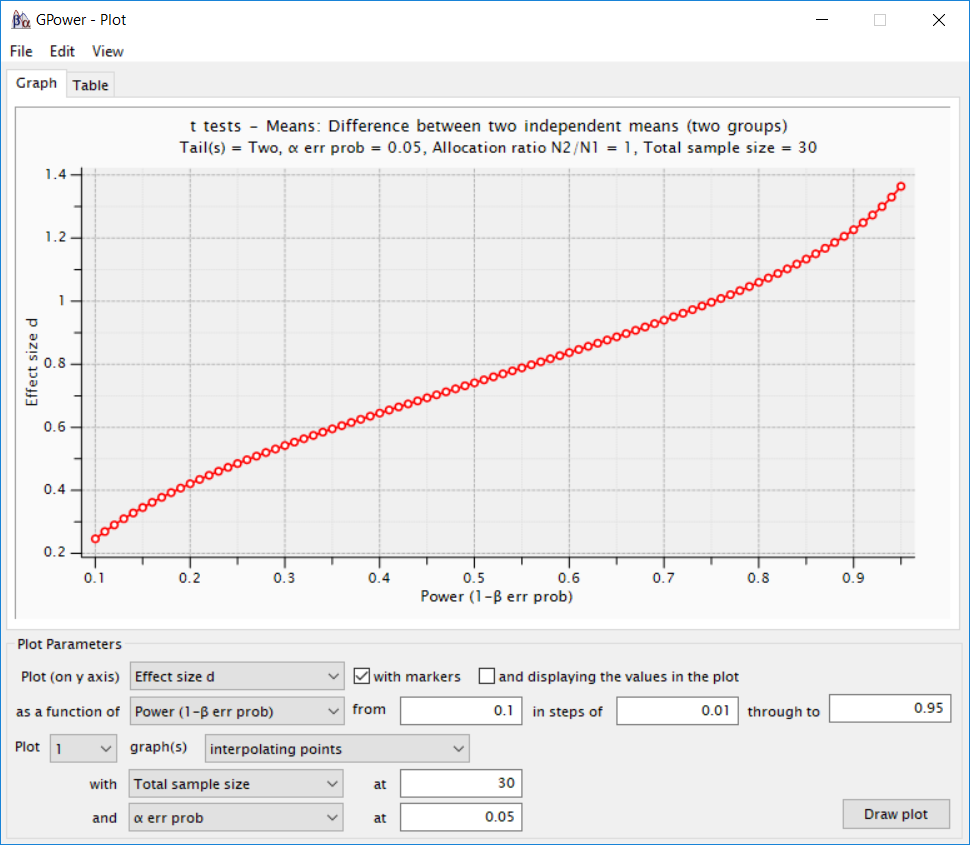 GPower - Plot
File Edit View
Graph Table
t tests - Means: Difference between two independent means (two groups)
Tail(s) = Two, α err prob = 0.05, Allocation ratio N2/N1 = 1, Total sample size = 30
1.4
1.2
1
0.8
0.6
0.4
0.2
Effect size d
0.1 0.2 0.3 0.4 0.5 0.6 0.7 0.8 0.9
Power (1-β err prob)
Plot Parameters
Plot (on y axis) Effect size d with markers and displaying the values in the plot
as a function of Power (1-β err prob) from 0.1 in steps of 0.01 through to 0.95
Plot 1 graph(s) interpolating points
with Total sample size at 30
and α err prob at 0.05
Draw plot